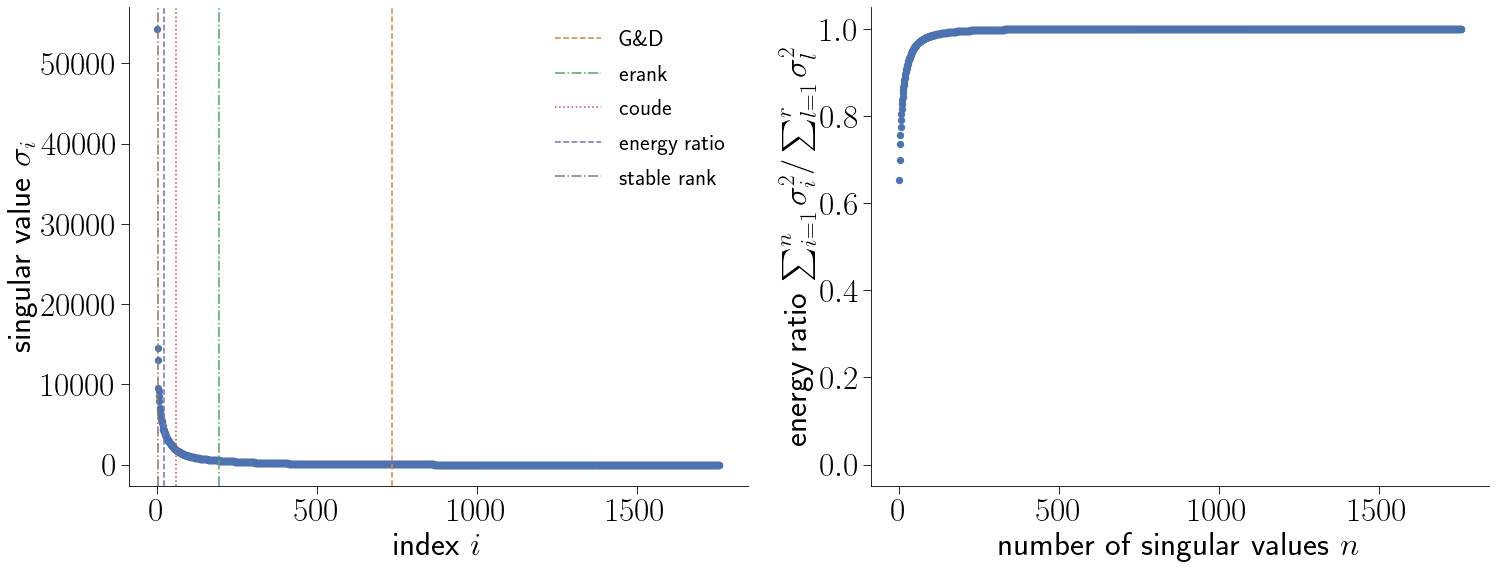 singular value σ_i
50000
40000
30000
20000
10000
0
0 500 1000 1500
index i
G&D
erank
coude
energy ratio
stable rank
energy ratio ∑_{i=1}^{n} σ_i^2 / ∑_{l=1}^{r} σ_l^2
1.0
0.8
0.6
0.4
0.2
0.0
0 500 1000 1500
number of singular values n